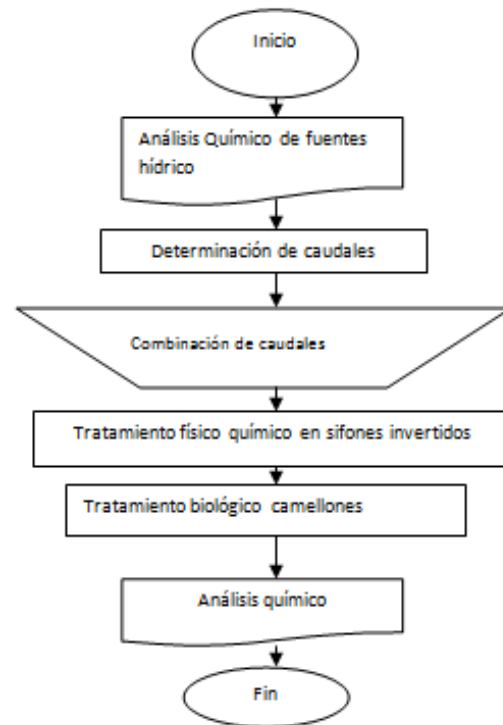 Inicio
Análisis Químico de fuentes
hídrico
Determinación de caudales
Combinación de caudales
Tratamiento físico químico en sifones invertidos
Tratamiento biológico camellones
Análisis químico
Fin